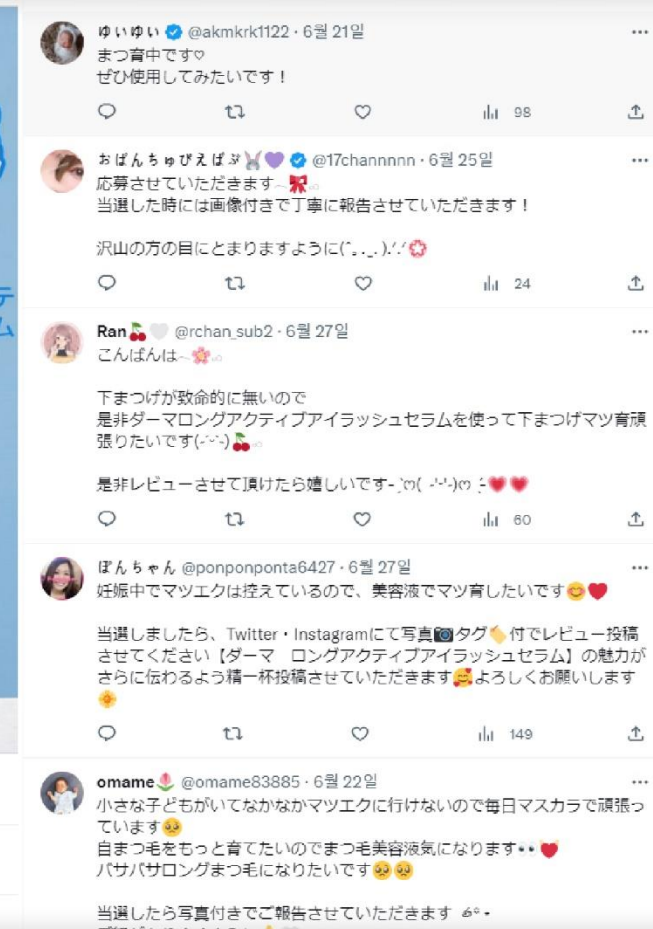 ゆいゆい @akmkrk1122 · 6월 21일
まつ育中です♡
ぜひ使用してみたいです！
98
おぱんちゅぴえぱぷ🐰💜 @17channnnn · 6월 25일
応募させていただきます
当選した時には画像付きで丁寧に報告させていただきます！
沢山の方の目にとまりますように
24
Ran🍒🤍 @rchan_sub2 · 6월 27일
こんばんは
下まつげが致命的に無いので
是非ダーマロングアクティブアイラッシュセラムを使って下まつげマツ育頑
張りたいです
是非レビューさせて頂けたら嬉しいです
60
ぽんちゃん @ponponponta6427 · 6월 27일
妊娠中でマツエクは控えているので、美容液でマツ育したいです😊❤️
当選しましたら、Twitter・Instagramにて写真📷タグ🏷️付でレビュー投稿
させてください【ダーマ　ロングアクティブアイラッシュセラム】の魅力が
さらに伝わるよう精一杯投稿させていただきます🥰よろしくお願いします
🌼
149
omame🌷 @omame83885 · 6월 22일
小さな子どもがいてなかなかマツエクに行けないので毎日マスカラで頑張っ
ています🥺
自まつ毛をもっと育てたいのでまつ毛美容液気になります👀💓
バサバサロングまつ毛になりたいです🥺🥺
当選したら写真付きでご報告させていただきます
テ
ム